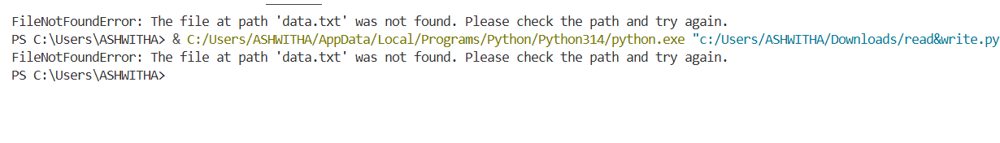 FileNotFoundError: The file at path 'data.txt' was not found. Please check the path and try again.
PS C:\Users\ASHWITHA> & C:/Users/ASHWITHA/AppData/Local/Programs/Python/Python314/python.exe "c:/Users/ASHWITHA/Downloads/read&write.py
FileNotFoundError: The file at path 'data.txt' was not found. Please check the path and try again.
PS C:\Users\ASHWITHA>